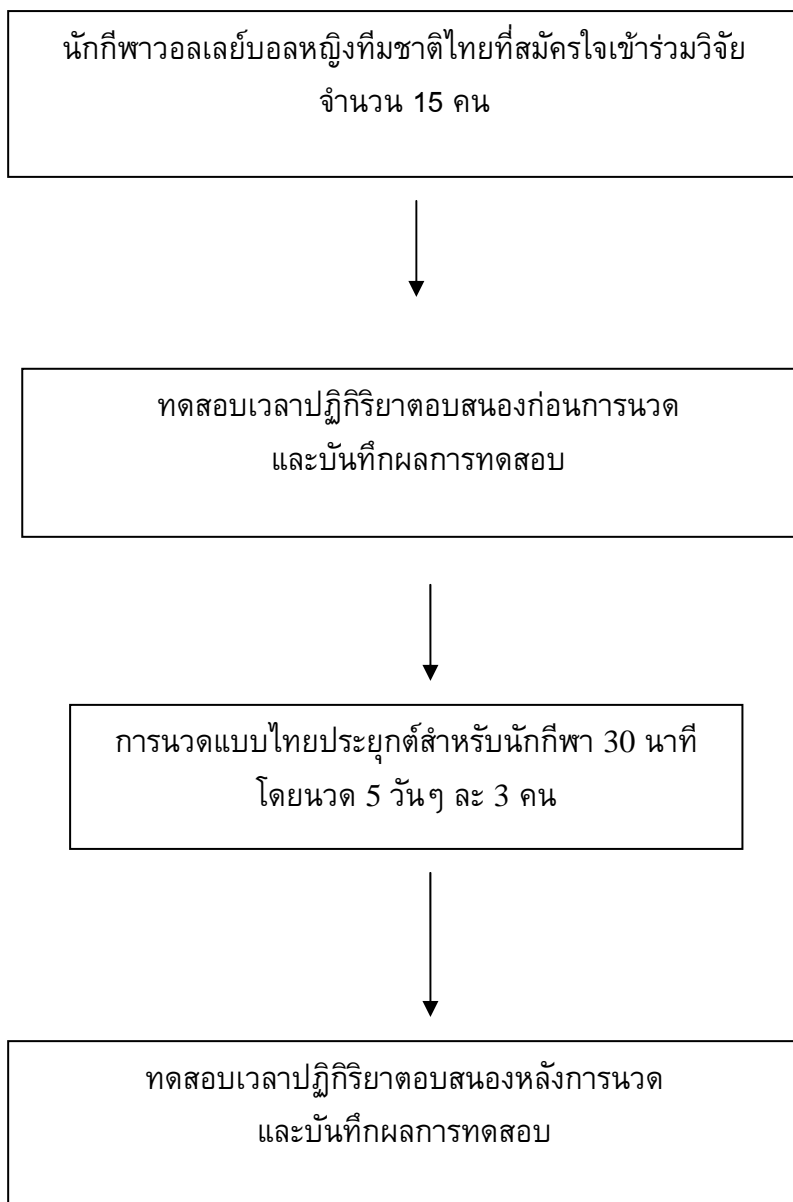 นักกีฬาวอลเลย์บอลหญิงทีมชาติไทยที่สมัครใจเข้าร่วมวิจัย
จำนวน 15 คน
ทดสอบเวลาปฏิกิริยาตอบสนองก่อนการนวด
และบันทึกผลการทดสอบ
การนวดแบบไทยประยุกต์สำหรับนักกีฬา 30 นาที
โดยนวด 5 วันๆ ละ 3 คน
ทดสอบเวลาปฏิกิริยาตอบสนองหลังการนวด
และบันทึกผลการทดสอบ